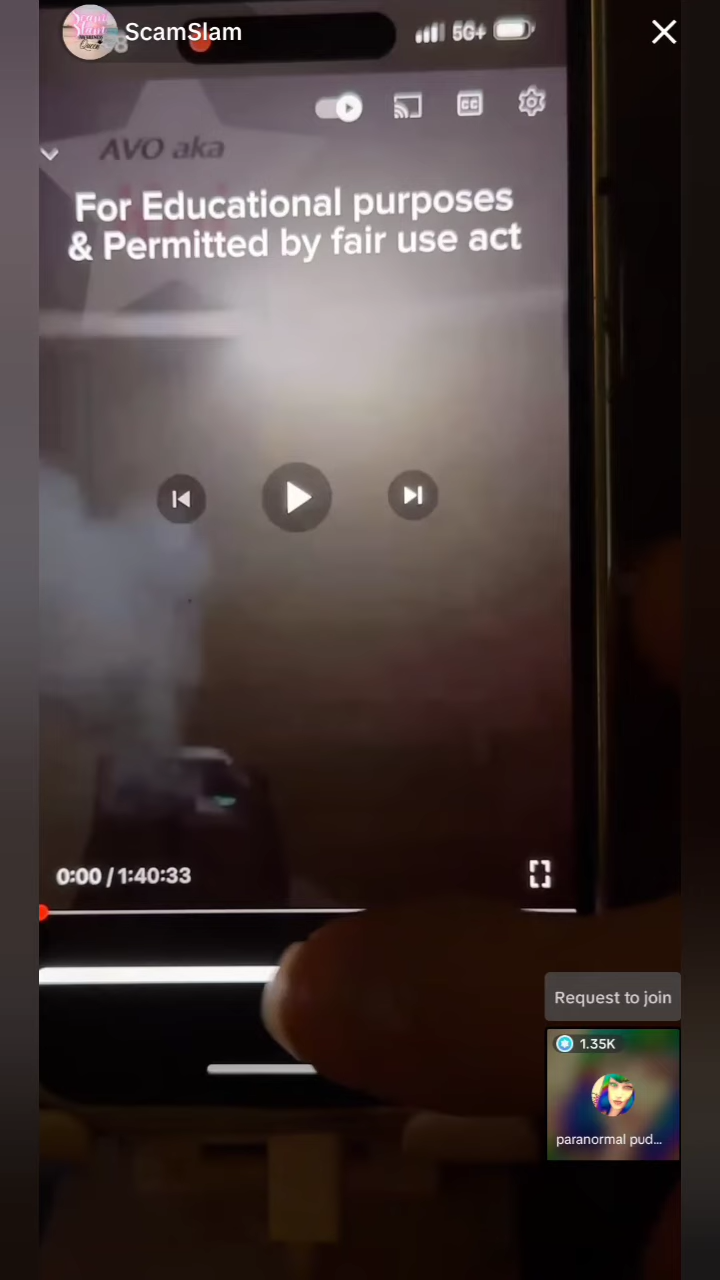 ScamSlam
5G+
CC
AVO aka
For Educational purposes
& Permitted by fair use act
0:00 / 1:40:33
Request to join
1.35K
paranormal pud...